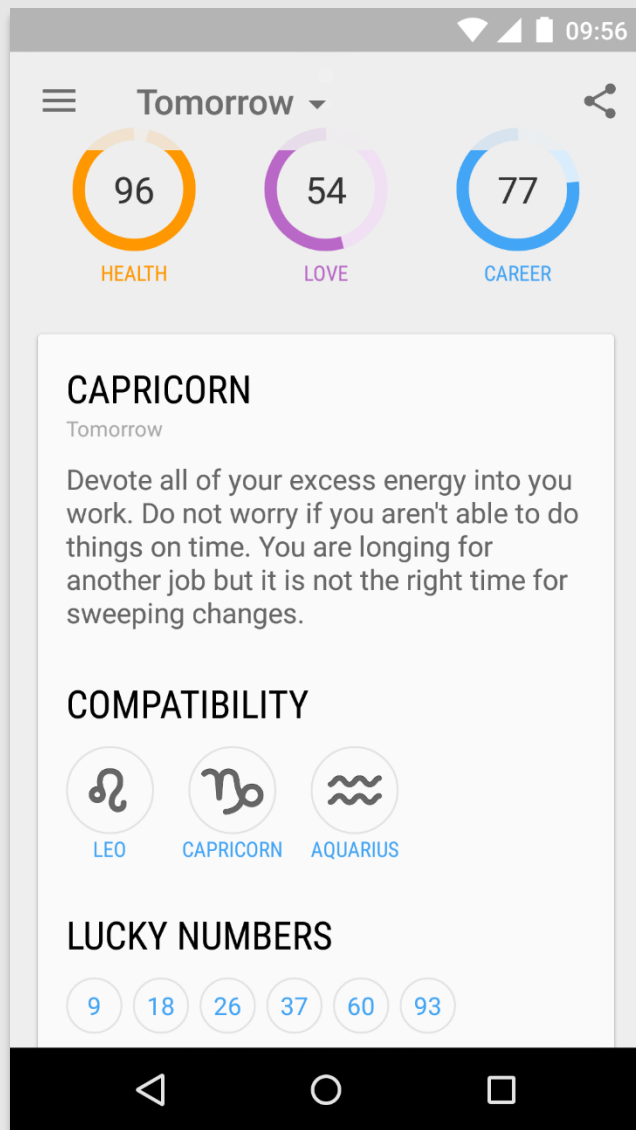 09:56
Tomorrow
96 54 77
HEALTH LOVE CAREER
CAPRICORN
Tomorrow
Devote all of your excess energy into you
work. Do not worry if you aren't able to do
things on time. You are longing for
another job but it is not the right time for
sweeping changes.
COMPATIBILITY
LEO CAPRICORN AQUARIUS
LUCKY NUMBERS
9 18 26 37 60 93